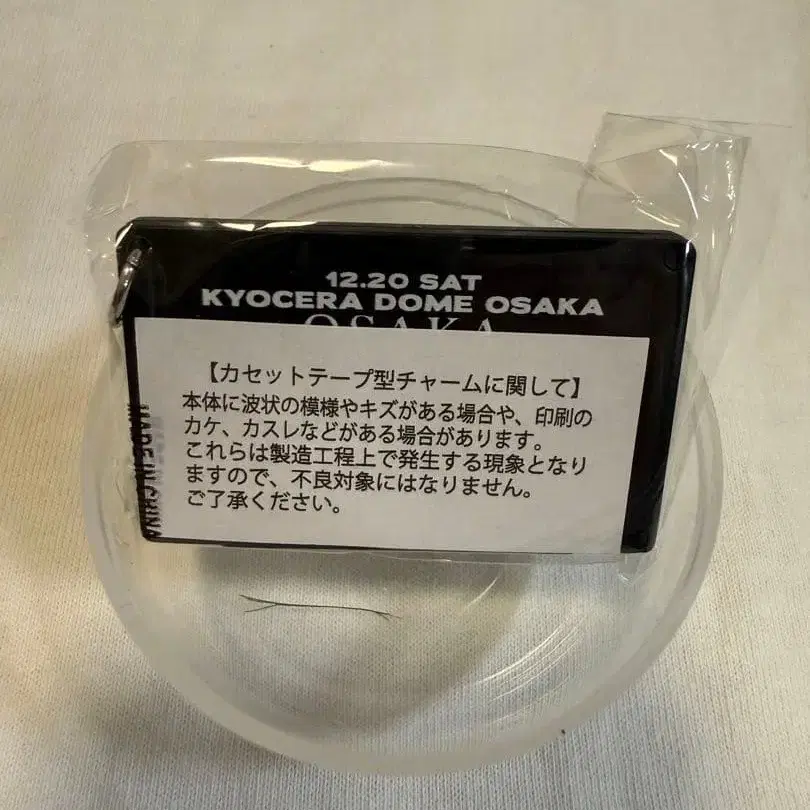 12.20 SAT
KYOCERA DOME OSAKA
OSAKA
【カセットテープ型チャームに関して】
本体に波状の模様やキズがある場合や、印刷の
カケ、カスレなどがある場合があります。
これらは製造工程上で発生する現象となり
ますので、不良対象にはなりません。
ご了承ください。
MADE IN CHINA